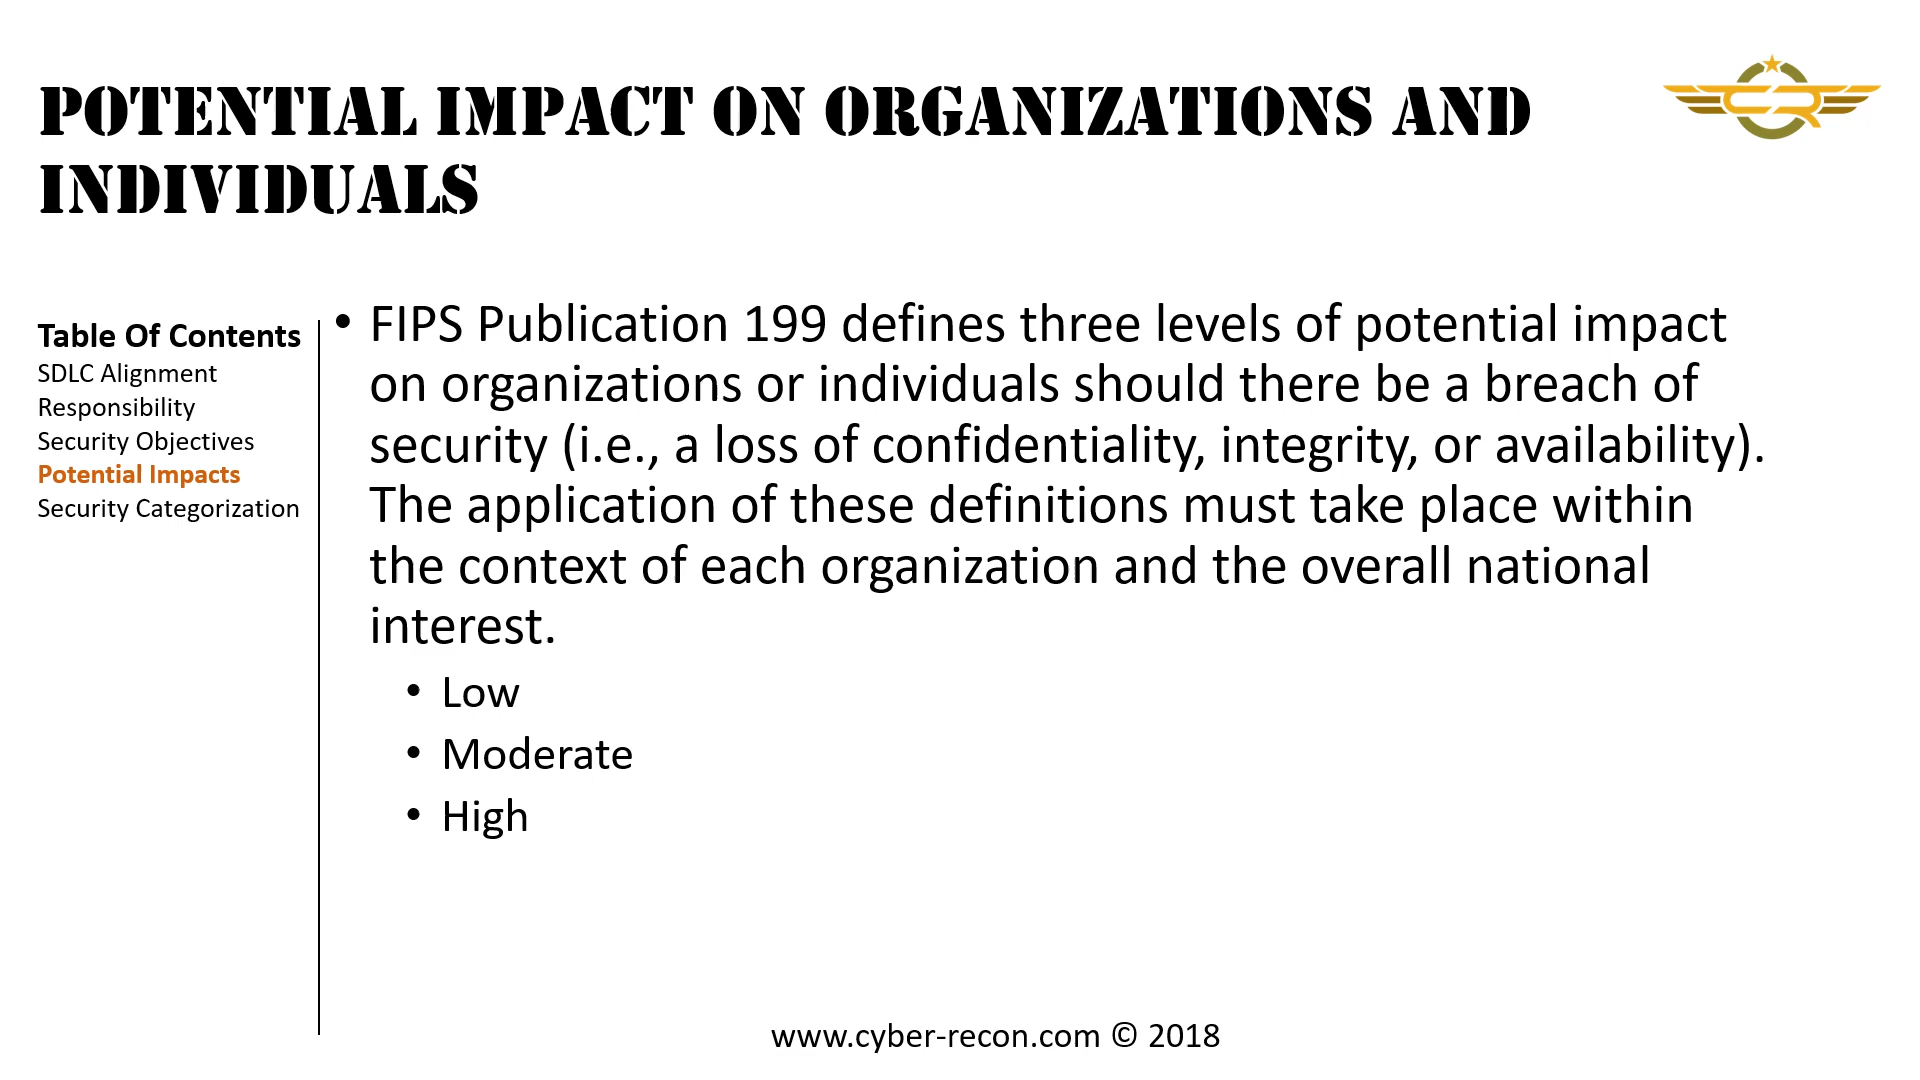 POTENTIAL IMPACT ON ORGANIZATIONS AND
INDIVIDUALS
CR
Table Of Contents
SDLC Alignment
Responsibility
Security Objectives
Potential Impacts
Security Categorization
• FIPS Publication 199 defines three levels of potential impact
on organizations or individuals should there be a breach of
security (i.e., a loss of confidentiality, integrity, or availability).
The application of these definitions must take place within
the context of each organization and the overall national
interest.
• Low
• Moderate
• High
www.cyber-recon.com © 2018